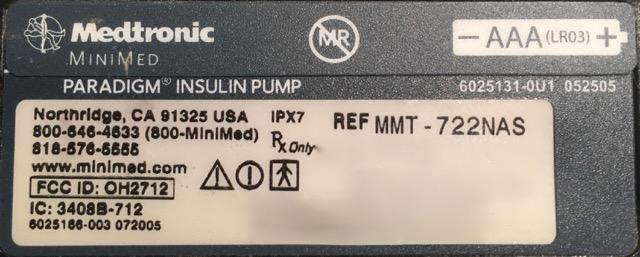 Medtronic
MINIMED
MR
- AAA (LR03) +
PARADIGM® INSULIN PUMP
6025131-0U1 052505
Northridge, CA 91325 USA
800-646-4633 (800-MiniMed)
818-576-5555
www.minimed.com
FCC ID: OH2712
IC: 3408B-712
6025166-003 072005
IPX7
Rx Only
REF MMT - 722NAS